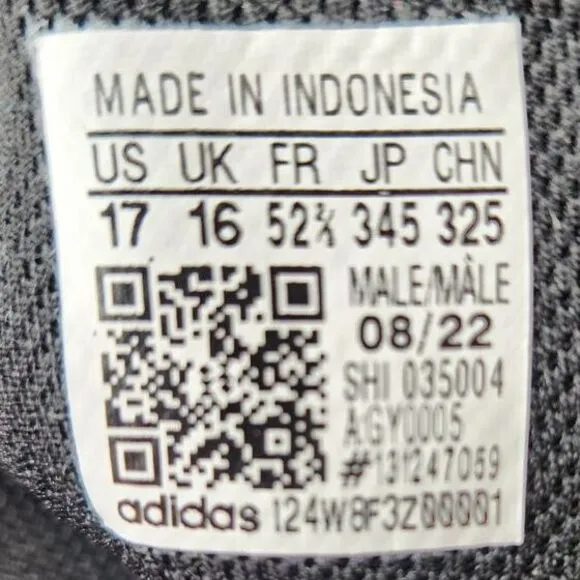 MADE IN INDONESIA
US UK FR JP CHN
17 16 52⅔ 345 325
MALE/MÂLE
08/22
SHI 035004
A:GY0005
#131247059
adidas 124W8F3Z00001